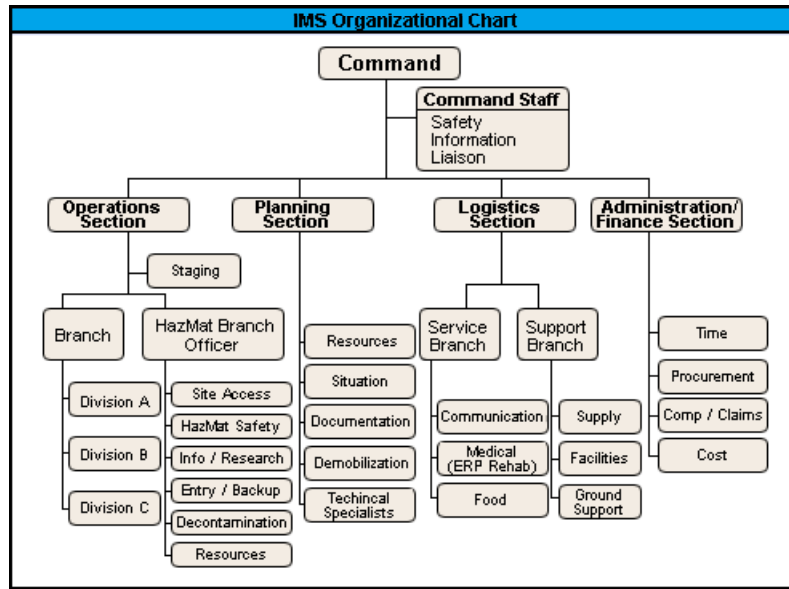 IMS Organizational Chart
Command
Command Staff
Safety
Information
Liaison
Operations
Section
Planning
Section
Logistics
Section
Administration/
Finance Section
Staging
Branch
HazMat Branch
Officer
Division A
Division B
Division C
Site Access
HazMat Safety
Info / Research
Entry / Backup
Decontamination
Resources
Resources
Situation
Documentation
Demobilization
Techincal
Specialists
Service
Branch
Support
Branch
Communication
Medical
(ERP Rehab)
Food
Supply
Facilities
Ground
Support
Time
Procurement
Comp / Claims
Cost